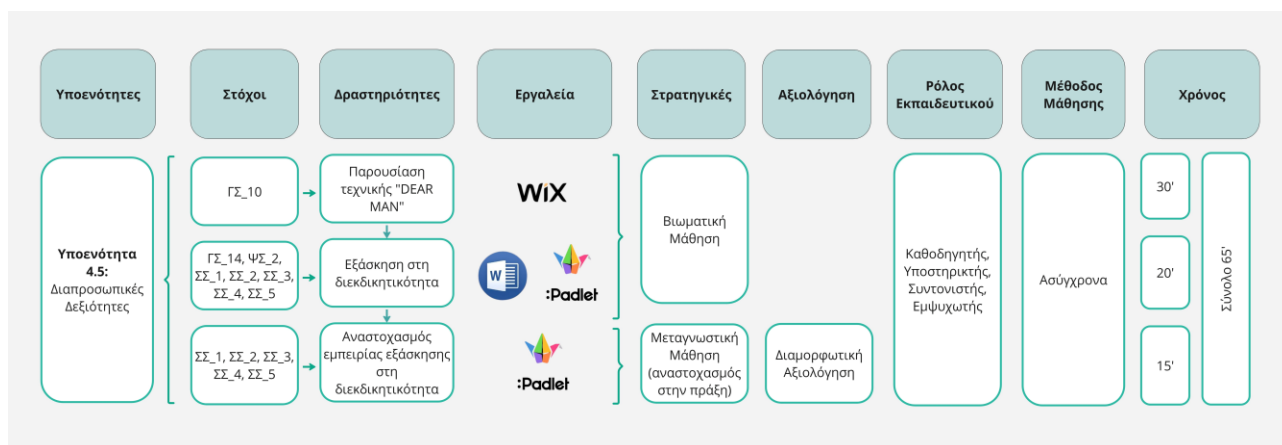 Υποενότητες
Στόχοι
Δραστηριότητες
Εργαλεία
Στρατηγικές
Αξιολόγηση
Ρόλος
Εκπαιδευτικού
Μέθοδος
Μάθησης
Χρόνος
Υποενότητα
4.5:
Διαπροσωπικές
Δεξιότητες
ΓΣ_10
Παρουσίαση
τεχνικής "DEAR
MAN"
WiX
Βιωματική
Μάθηση
ΓΣ_14, ΨΣ_2,
ΣΣ_1, ΣΣ_2, ΣΣ_3,
ΣΣ_4, ΣΣ_5
Εξάσκηση στη
διεκδικητικότητα
W
:Padlet
ΣΣ_1, ΣΣ_2, ΣΣ_3,
ΣΣ_4, ΣΣ_5
Αναστοχασμός
εμπειρίας εξάσκησης
στη
διεκδικητικότητα
:Padlet
Μεταγνωστική
Μάθηση
(αναστοχασμός
στην πράξη)
Διαμορφωτική
Αξιολόγηση
Καθοδηγητής,
Υποστηρικτής,
Συντονιστής,
Εμψυχωτής
Ασύγχρονα
30'
20'
15'
Σύνολο 65'